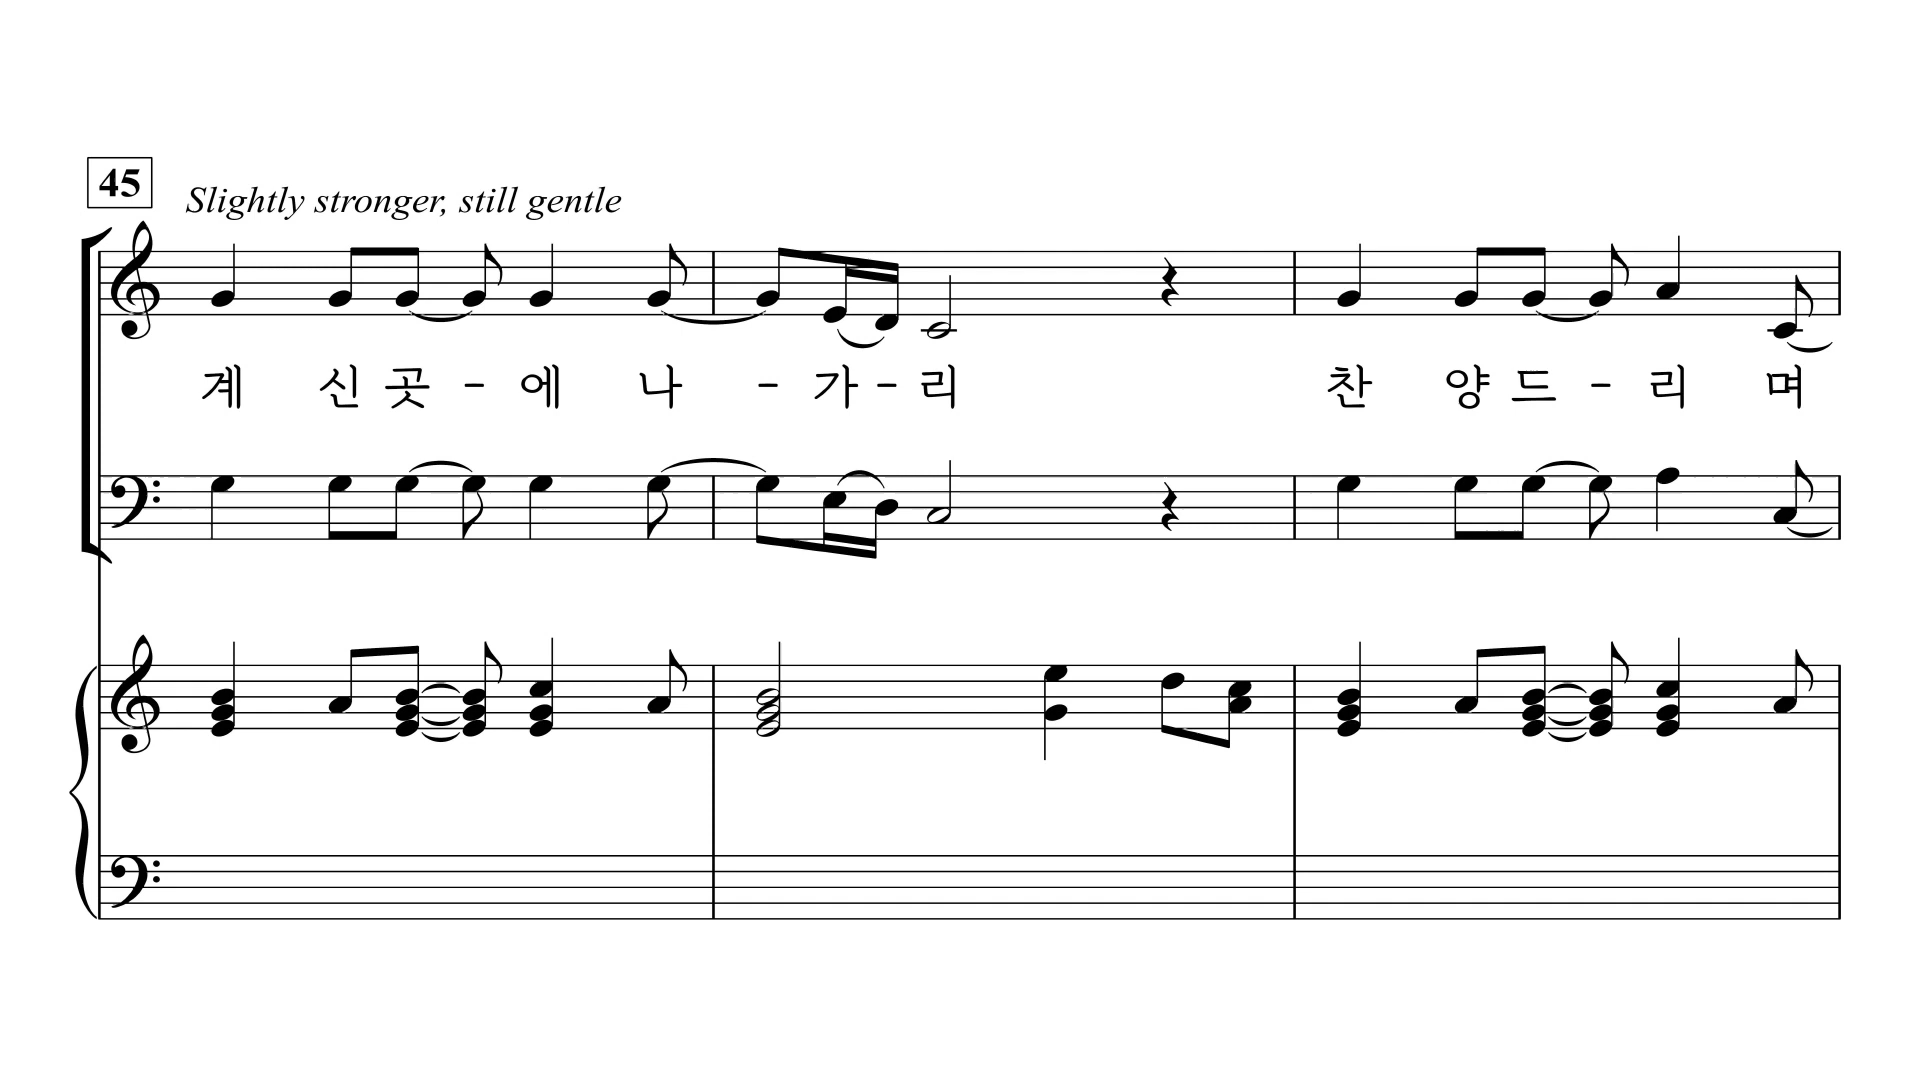 45
Slightly stronger, still gentle
계 신 곳 - 에 나 - 가 - 리 찬 양 드 - 리 며